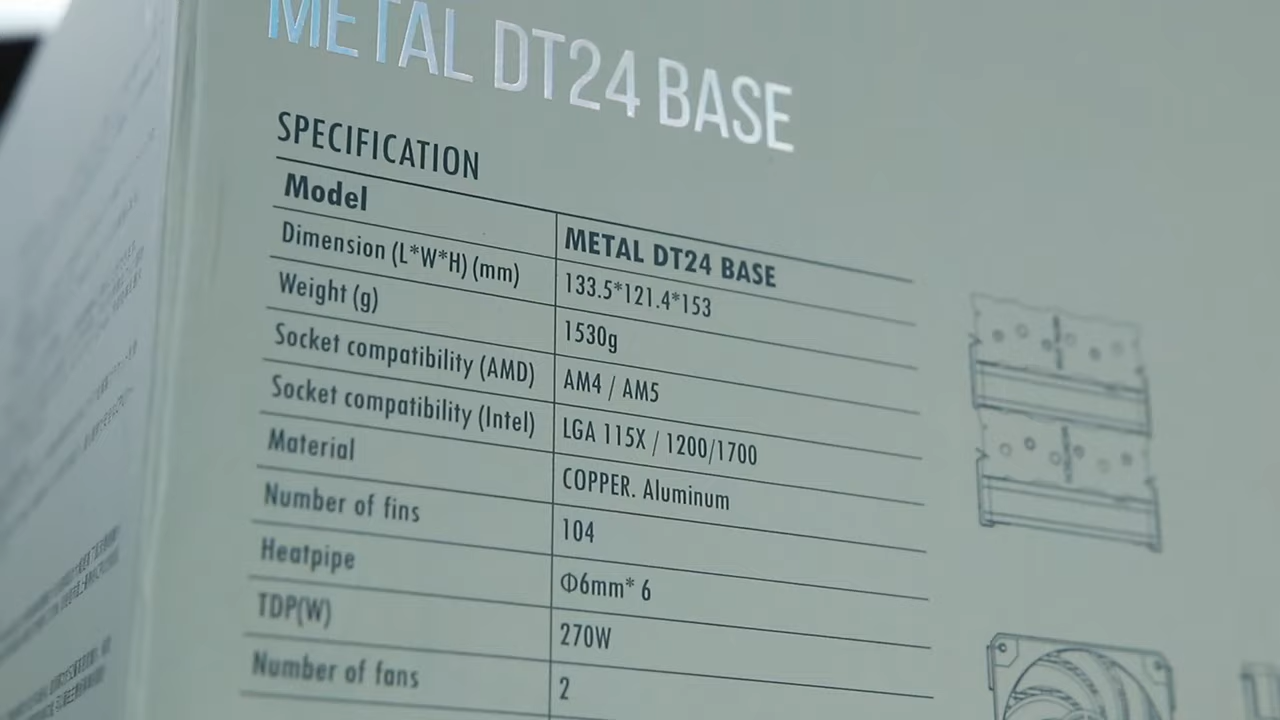 METAL DT24 BASE
SPECIFICATION
Model METAL DT24 BASE
Dimension (L*W*H) (mm) 133.5*121.4*153
Weight (g) 1530g
Socket compatibility (AMD) AM4 / AM5
Socket compatibility (Intel) LGA 115X / 1200/1700
Material COPPER. Aluminum
Number of fins 104
Heatpipe Φ6mm* 6
TDP(W) 270W
Number of fans 2